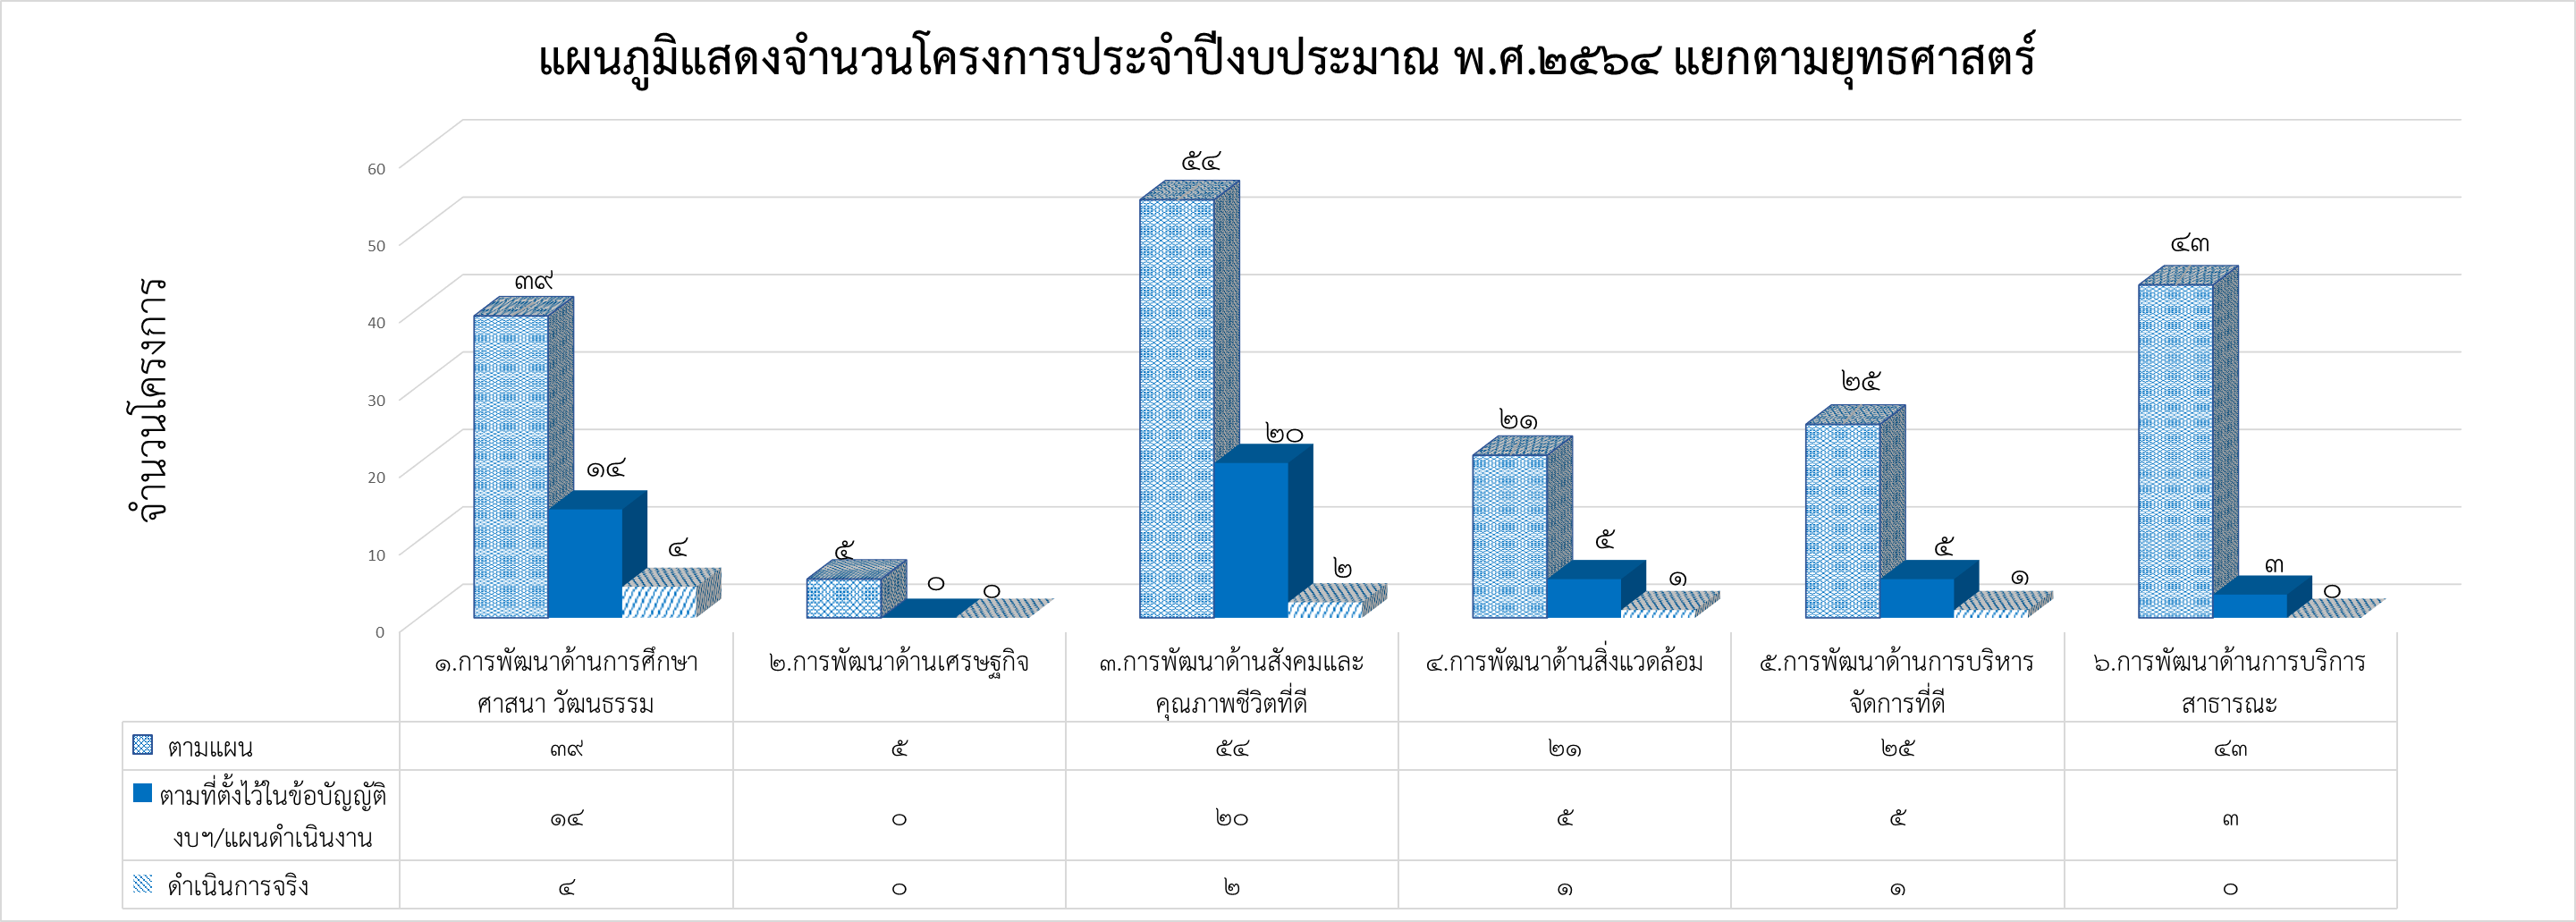 แผนภูมิแสดงจำนวนโครงการประจำปีงบประมาณ พ.ศ.๒๕๖๔ แยกตามยุทธศาสตร์
จำนวนโครงการ
60
50
40
30
20
10
0
๓๙
๑๔
๔
๕
๐
๐
๕๔
๒๐
๒
๒๑
๕
๑
๒๕
๕
๑
๔๓
๓
๐
๑.การพัฒนาด้านการศึกษา
ศาสนา วัฒนธรรม
๒.การพัฒนาด้านเศรษฐกิจ
๓.การพัฒนาด้านสังคมและ
คุณภาพชีวิตที่ดี
๔.การพัฒนาด้านสิ่งแวดล้อม
๕.การพัฒนาด้านการบริหาร
จัดการที่ดี
๖.การพัฒนาด้านการบริการ
สาธารณะ
ตามแผน ๓๙ ๕ ๕๔ ๒๑ ๒๕ ๔๓
ตามที่ตั้งไว้ในข้อบัญญัติ
งบฯ/แผนดำเนินงาน ๑๔ ๐ ๒๐ ๕ ๕ ๓
ดำเนินการจริง ๔ ๐ ๒ ๑ ๑ ๐